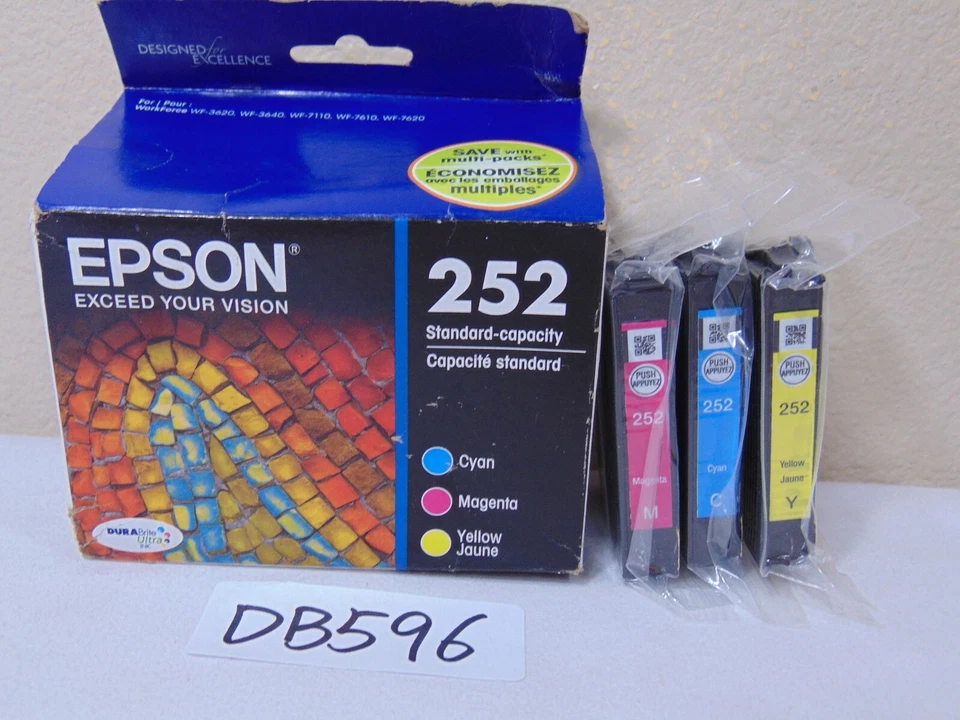 DESIGNED for
EXCELLENCE
For / Pour :
WorkForce WF-3620, WF-3640, WF-7110, WF-7610, WF-7620
SAVE with
multi-packs*
ÉCONOMISEZ
avec les emballages
multiples*
EPSON®
EXCEED YOUR VISION
252
Standard-capacity
Capacité standard
Cyan
Magenta
Yellow
Jaune
DURABrite
Ultra
INK
PUSH
APPUYEZ
252
Magenta
M
PUSH
APPUYEZ
252
Cyan
C
PUSH
APPUYEZ
252
Yellow
Jaune
Y
DB596